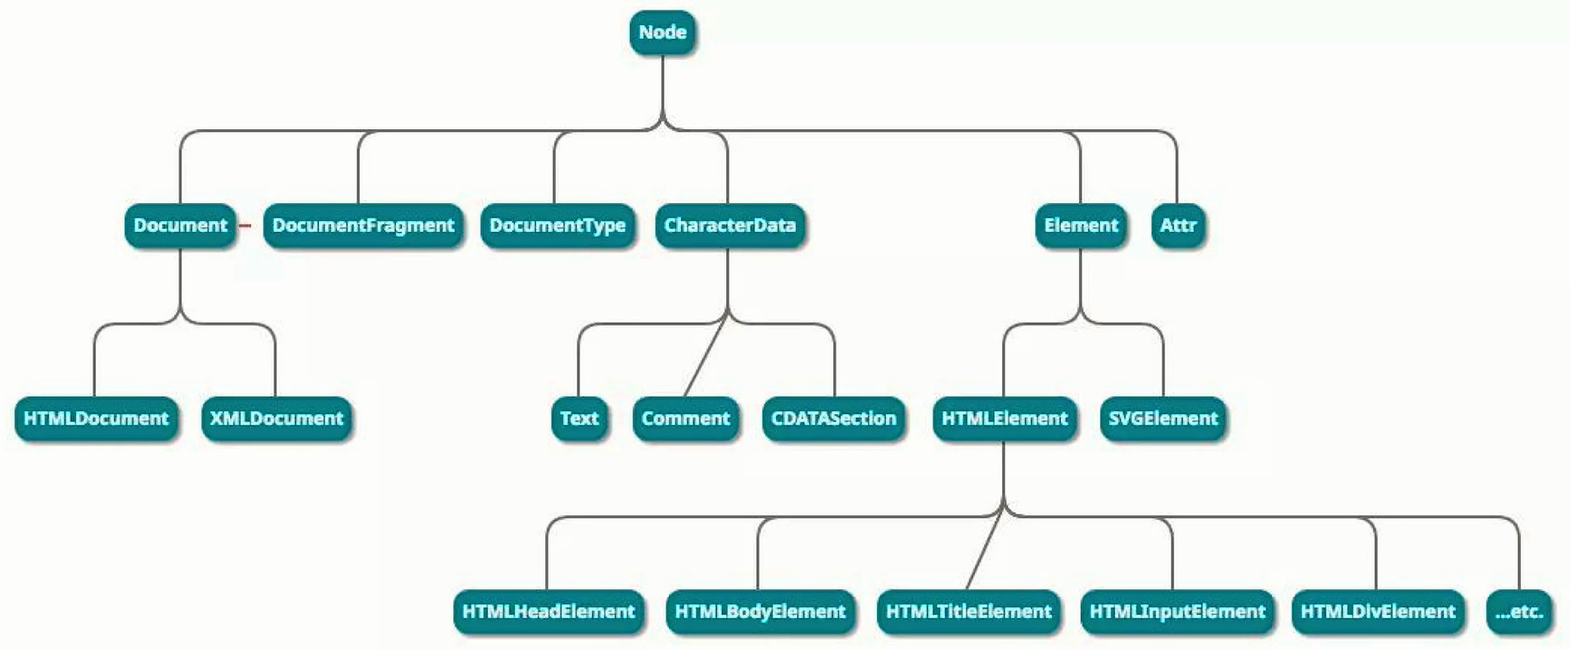 Node
Document
DocumentFragment
DocumentType
CharacterData
Element
Attr
HTMLDocument
XMLDocument
Text
Comment
CDATASection
HTMLElement
SVGElement
HTMLHeadElement
HTMLBodyElement
HTMLTitleElement
HTMLInputElement
HTMLDivElement
...etc.